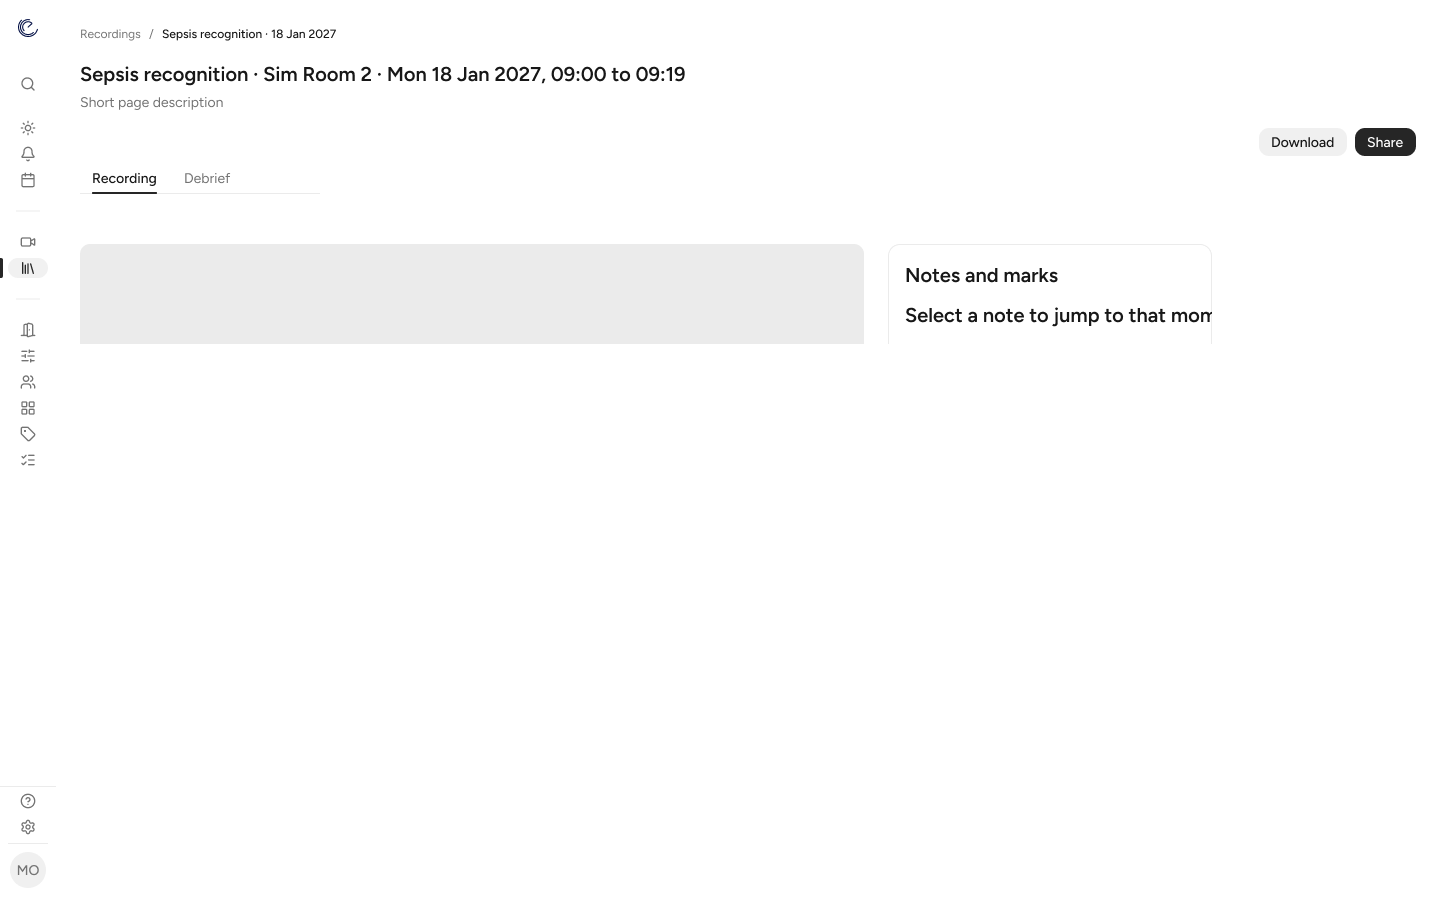 Recordings / Sepsis recognition · 18 Jan 2027
Sepsis recognition · Sim Room 2 · Mon 18 Jan 2027, 09:00 to 09:19
Short page description
Download Share
Recording Debrief
Notes and marks
Select a note to jump to that mom
MO